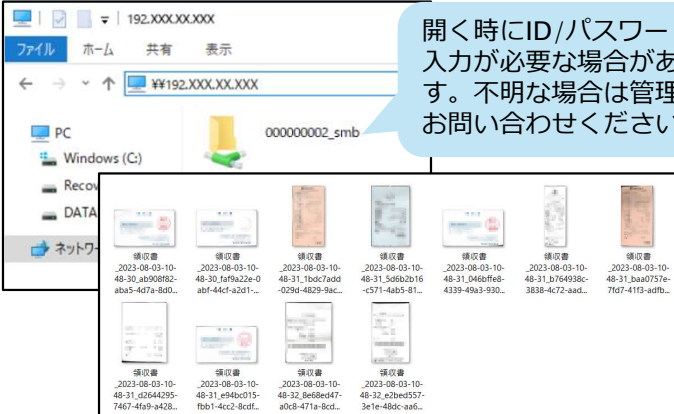 192.XXX.XX.XXX
ファイル ホーム 共有 表示
¥¥192.XXX.XX.XXX
開く時にID/パスワー
入力が必要な場合があ
す。不明な場合は管理
お問い合わせください
PC
Windows (C:)
Recov
DATA
ネットワー
000000002_smb
領収書 領収書 領収書 領収書 領収書 領収書 領収書
_2023-08-03-10- _2023-08-03-10- _2023-08-03-10- _2023-08-03-10- _2023-08-03-10- _2023-08-03-10- _2023-08-03-10-
48-30_ab908f82- 48-30_faf9a22e-0 48-31_1bdc7add 48-31_5d6b2b16 48-31_046bffe8- 48-31_b764938c- 48-31_baa0757e-
aba5-4d7a-8d0... abf-44cf-a2d1-... -029d-4829-9ac... -c571-4ab5-81... 4339-49a3-930... 3838-4c72-aad... 7fd7-41f3-adfb...
領収書 領収書 領収書 領収書
_2023-08-03-10- _2023-08-03-10- _2023-08-03-10- _2023-08-03-10-
48-31_d2644295- 48-31_e94bc015- 48-32_8e68ed47- 48-32_e2bed557-
7467-4fa9-a428... fbb1-4cc2-8cdf... a0c8-471a-8cd... 3e1e-48dc-aa6...